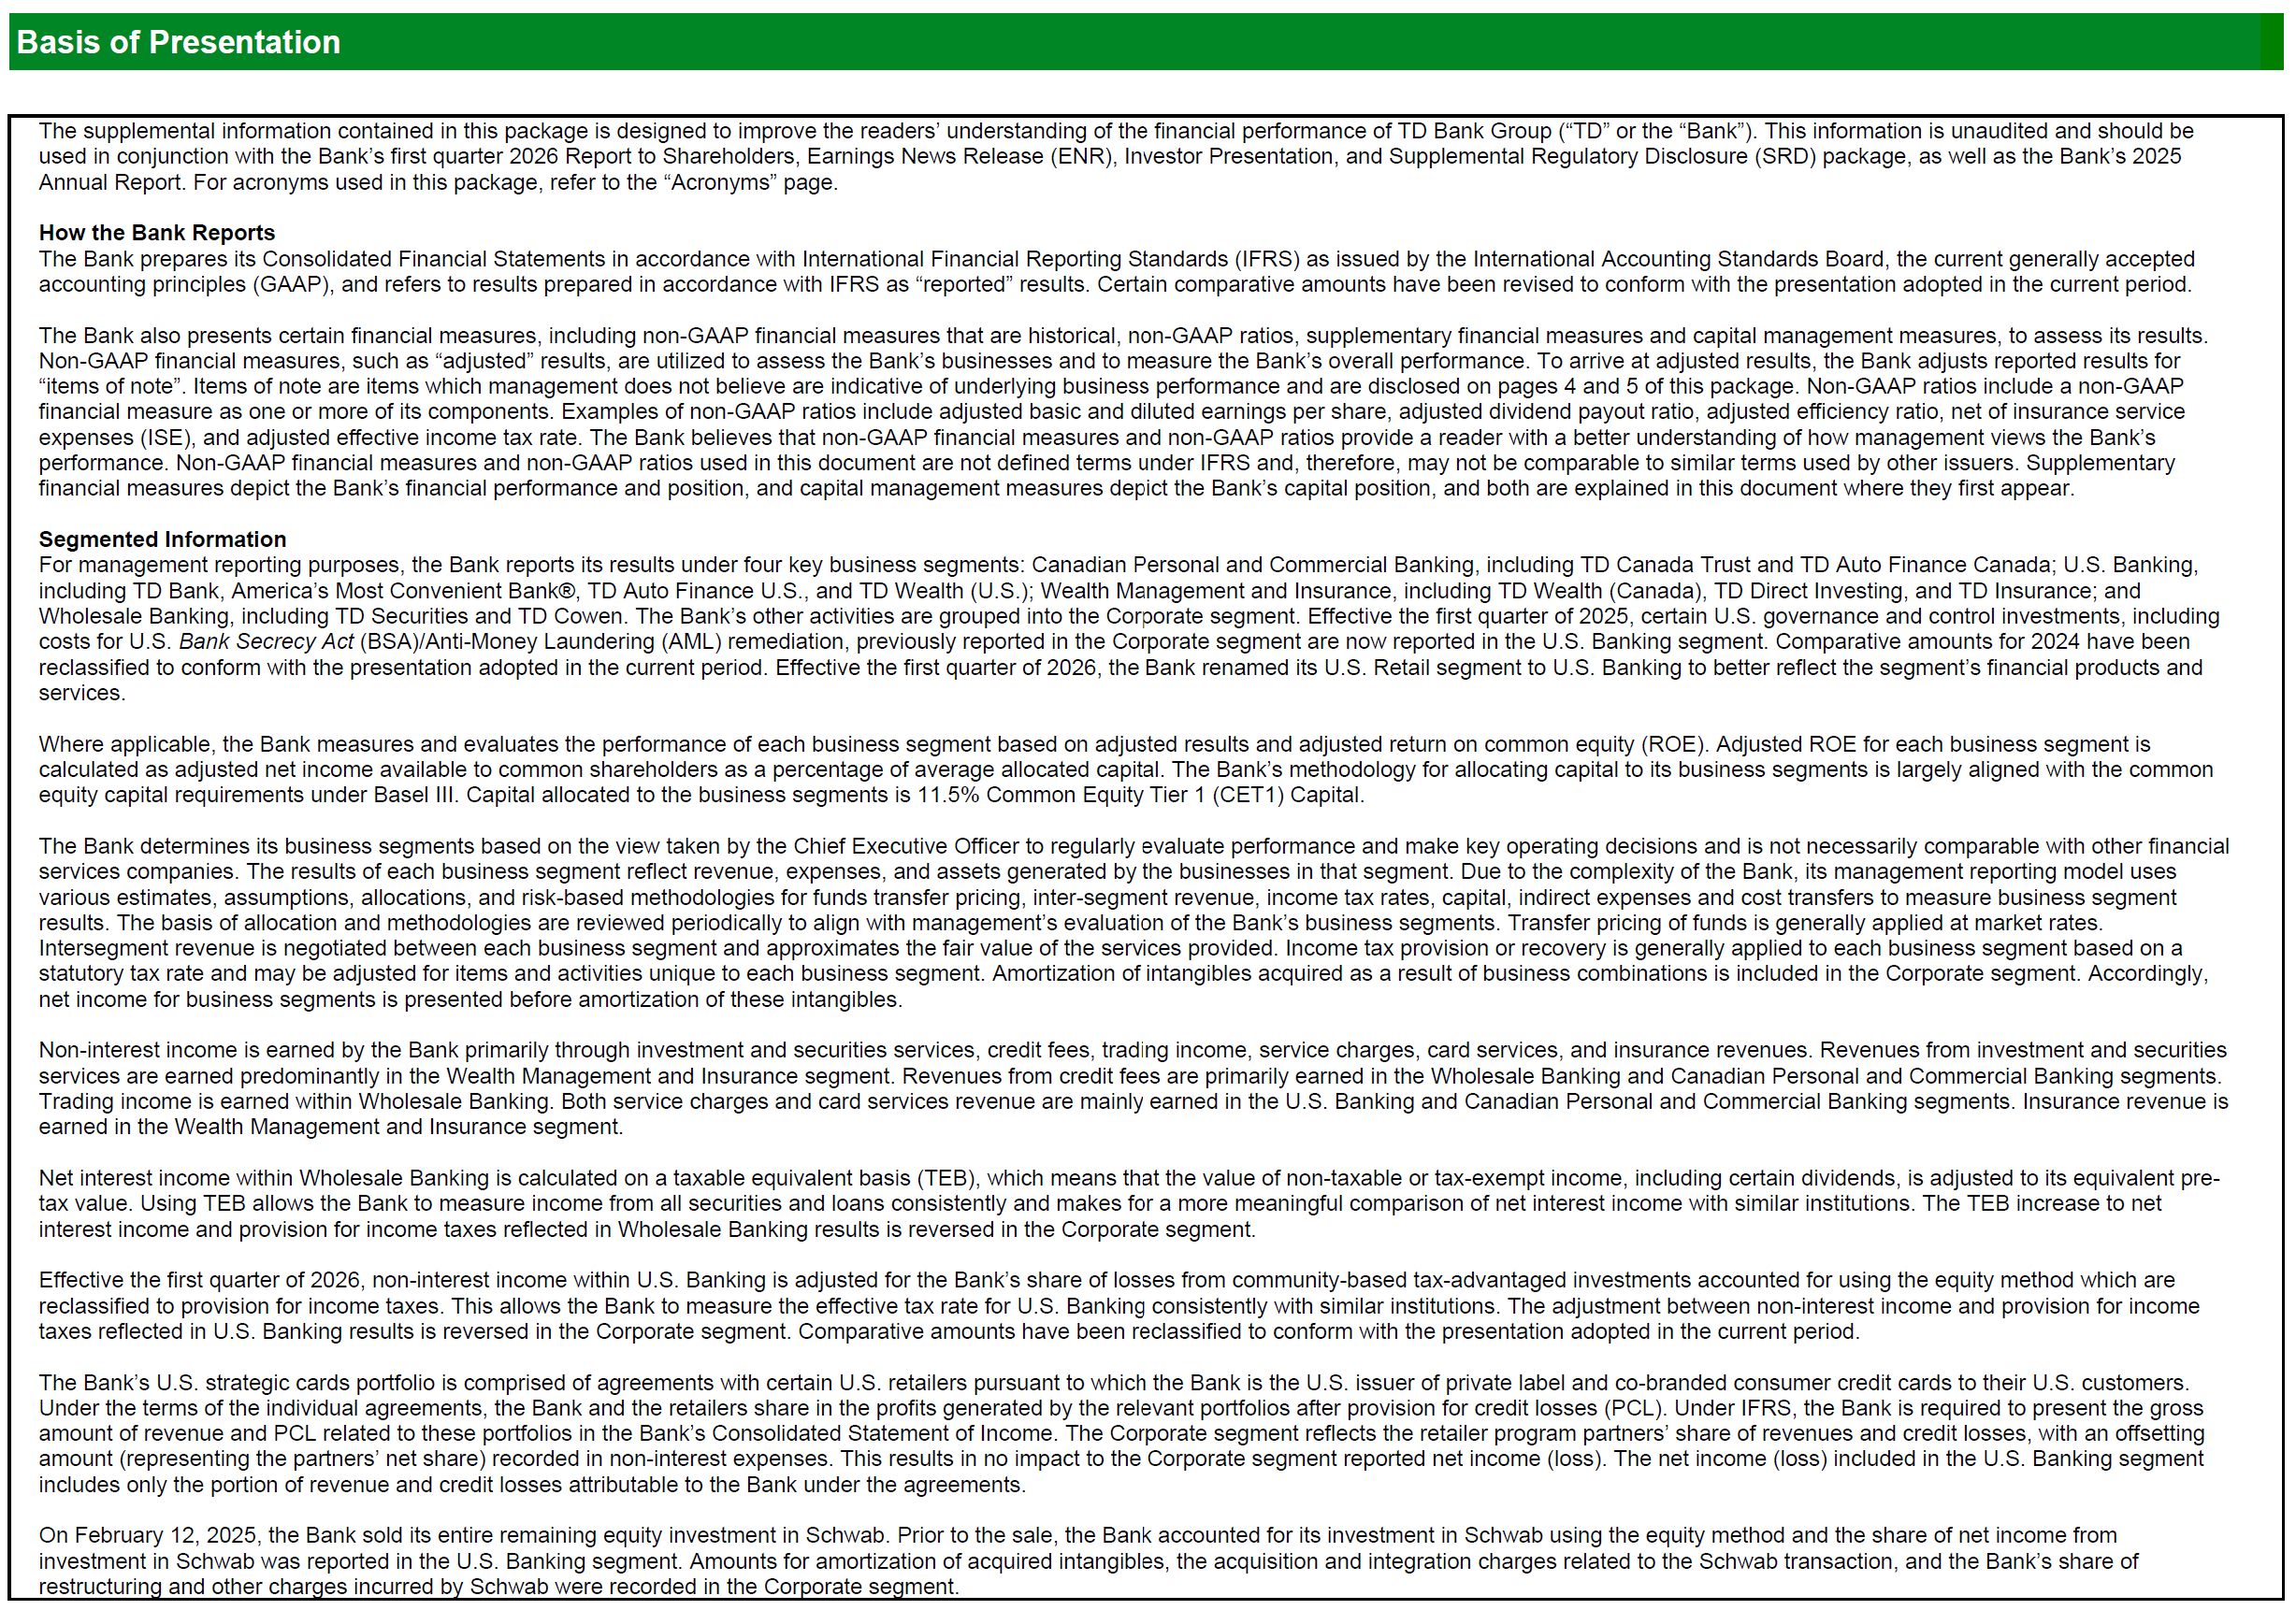 Basis of Presentation
The supplemental information contained in this package is designed to improve the readers’ understanding of the financial performance of TD Bank Group (“TD” or the “Bank”). This information is unaudited and should be
used in conjunction with the Bank’s first quarter 2026 Report to Shareholders, Earnings News Release (ENR), Investor Presentation, and Supplemental Regulatory Disclosure (SRD) package, as well as the Bank’s 2025
Annual Report. For acronyms used in this package, refer to the “Acronyms” page.
How the Bank Reports
The Bank prepares its Consolidated Financial Statements in accordance with International Financial Reporting Standards (IFRS) as issued by the International Accounting Standards Board, the current generally accepted
accounting principles (GAAP), and refers to results prepared in accordance with IFRS as “reported” results. Certain comparative amounts have been revised to conform with the presentation adopted in the current period.
The Bank also presents certain financial measures, including non-GAAP financial measures that are historical, non-GAAP ratios, supplementary financial measures and capital management measures, to assess its results.
Non-GAAP financial measures, such as “adjusted” results, are utilized to assess the Bank’s businesses and to measure the Bank’s overall performance. To arrive at adjusted results, the Bank adjusts reported results for
“items of note”. Items of note are items which management does not believe are indicative of underlying business performance and are disclosed on pages 4 and 5 of this package. Non-GAAP ratios include a non-GAAP
financial measure as one or more of its components. Examples of non-GAAP ratios include adjusted basic and diluted earnings per share, adjusted dividend payout ratio, adjusted efficiency ratio, net of insurance service
expenses (ISE), and adjusted effective income tax rate. The Bank believes that non-GAAP financial measures and non-GAAP ratios provide a reader with a better understanding of how management views the Bank’s
performance. Non-GAAP financial measures and non-GAAP ratios used in this document are not defined terms under IFRS and, therefore, may not be comparable to similar terms used by other issuers. Supplementary
financial measures depict the Bank’s financial performance and position, and capital management measures depict the Bank’s capital position, and both are explained in this document where they first appear.
Segmented Information
For management reporting purposes, the Bank reports its results under four key business segments: Canadian Personal and Commercial Banking, including TD Canada Trust and TD Auto Finance Canada; U.S. Banking,
including TD Bank, America’s Most Convenient Bank®, TD Auto Finance U.S., and TD Wealth (U.S.); Wealth Management and Insurance, including TD Wealth (Canada), TD Direct Investing, and TD Insurance; and
Wholesale Banking, including TD Securities and TD Cowen. The Bank’s other activities are grouped into the Corporate segment. Effective the first quarter of 2025, certain U.S. governance and control investments, including
costs for U.S. Bank Secrecy Act (BSA)/Anti-Money Laundering (AML) remediation, previously reported in the Corporate segment are now reported in the U.S. Banking segment. Comparative amounts for 2024 have been
reclassified to conform with the presentation adopted in the current period. Effective the first quarter of 2026, the Bank renamed its U.S. Retail segment to U.S. Banking to better reflect the segment’s financial products and
services.
Where applicable, the Bank measures and evaluates the performance of each business segment based on adjusted results and adjusted return on common equity (ROE). Adjusted ROE for each business segment is
calculated as adjusted net income available to common shareholders as a percentage of average allocated capital. The Bank’s methodology for allocating capital to its business segments is largely aligned with the common
equity capital requirements under Basel III. Capital allocated to the business segments is 11.5% Common Equity Tier 1 (CET1) Capital.
The Bank determines its business segments based on the view taken by the Chief Executive Officer to regularly evaluate performance and make key operating decisions and is not necessarily comparable with other financial
services companies. The results of each business segment reflect revenue, expenses, and assets generated by the businesses in that segment. Due to the complexity of the Bank, its management reporting model uses
various estimates, assumptions, allocations, and risk-based methodologies for funds transfer pricing, inter-segment revenue, income tax rates, capital, indirect expenses and cost transfers to measure business segment
results. The basis of allocation and methodologies are reviewed periodically to align with management’s evaluation of the Bank’s business segments. Transfer pricing of funds is generally applied at market rates.
Intersegment revenue is negotiated between each business segment and approximates the fair value of the services provided. Income tax provision or recovery is generally applied to each business segment based on a
statutory tax rate and may be adjusted for items and activities unique to each business segment. Amortization of intangibles acquired as a result of business combinations is included in the Corporate segment. Accordingly,
net income for business segments is presented before amortization of these intangibles.
Non-interest income is earned by the Bank primarily through investment and securities services, credit fees, trading income, service charges, card services, and insurance revenues. Revenues from investment and securities
services are earned predominantly in the Wealth Management and Insurance segment. Revenues from credit fees are primarily earned in the Wholesale Banking and Canadian Personal and Commercial Banking segments.
Trading income is earned within Wholesale Banking. Both service charges and card services revenue are mainly earned in the U.S. Banking and Canadian Personal and Commercial Banking segments. Insurance revenue is
earned in the Wealth Management and Insurance segment.
Net interest income within Wholesale Banking is calculated on a taxable equivalent basis (TEB), which means that the value of non-taxable or tax-exempt income, including certain dividends, is adjusted to its equivalent pre-
tax value. Using TEB allows the Bank to measure income from all securities and loans consistently and makes for a more meaningful comparison of net interest income with similar institutions. The TEB increase to net
interest income and provision for income taxes reflected in Wholesale Banking results is reversed in the Corporate segment.
Effective the first quarter of 2026, non-interest income within U.S. Banking is adjusted for the Bank’s share of losses from community-based tax-advantaged investments accounted for using the equity method which are
reclassified to provision for income taxes. This allows the Bank to measure the effective tax rate for U.S. Banking consistently with similar institutions. The adjustment between non-interest income and provision for income
taxes reflected in U.S. Banking results is reversed in the Corporate segment. Comparative amounts have been reclassified to conform with the presentation adopted in the current period.
The Bank’s U.S. strategic cards portfolio is comprised of agreements with certain U.S. retailers pursuant to which the Bank is the U.S. issuer of private label and co-branded consumer credit cards to their U.S. customers.
Under the terms of the individual agreements, the Bank and the retailers share in the profits generated by the relevant portfolios after provision for credit losses (PCL). Under IFRS, the Bank is required to present the gross
amount of revenue and PCL related to these portfolios in the Bank’s Consolidated Statement of Income. The Corporate segment reflects the retailer program partners’ share of revenues and credit losses, with an offsetting
amount (representing the partners’ net share) recorded in non-interest expenses. This results in no impact to the Corporate segment reported net income (loss). The net income (loss) included in the U.S. Banking segment
includes only the portion of revenue and credit losses attributable to the Bank under the agreements.
On February 12, 2025, the Bank sold its entire remaining equity investment in Schwab. Prior to the sale, the Bank accounted for its investment in Schwab using the equity method and the share of net income from
investment in Schwab was reported in the U.S. Banking segment. Amounts for amortization of acquired intangibles, the acquisition and integration charges related to the Schwab transaction, and the Bank’s share of
restructuring and other charges incurred by Schwab were recorded in the Corporate segment.